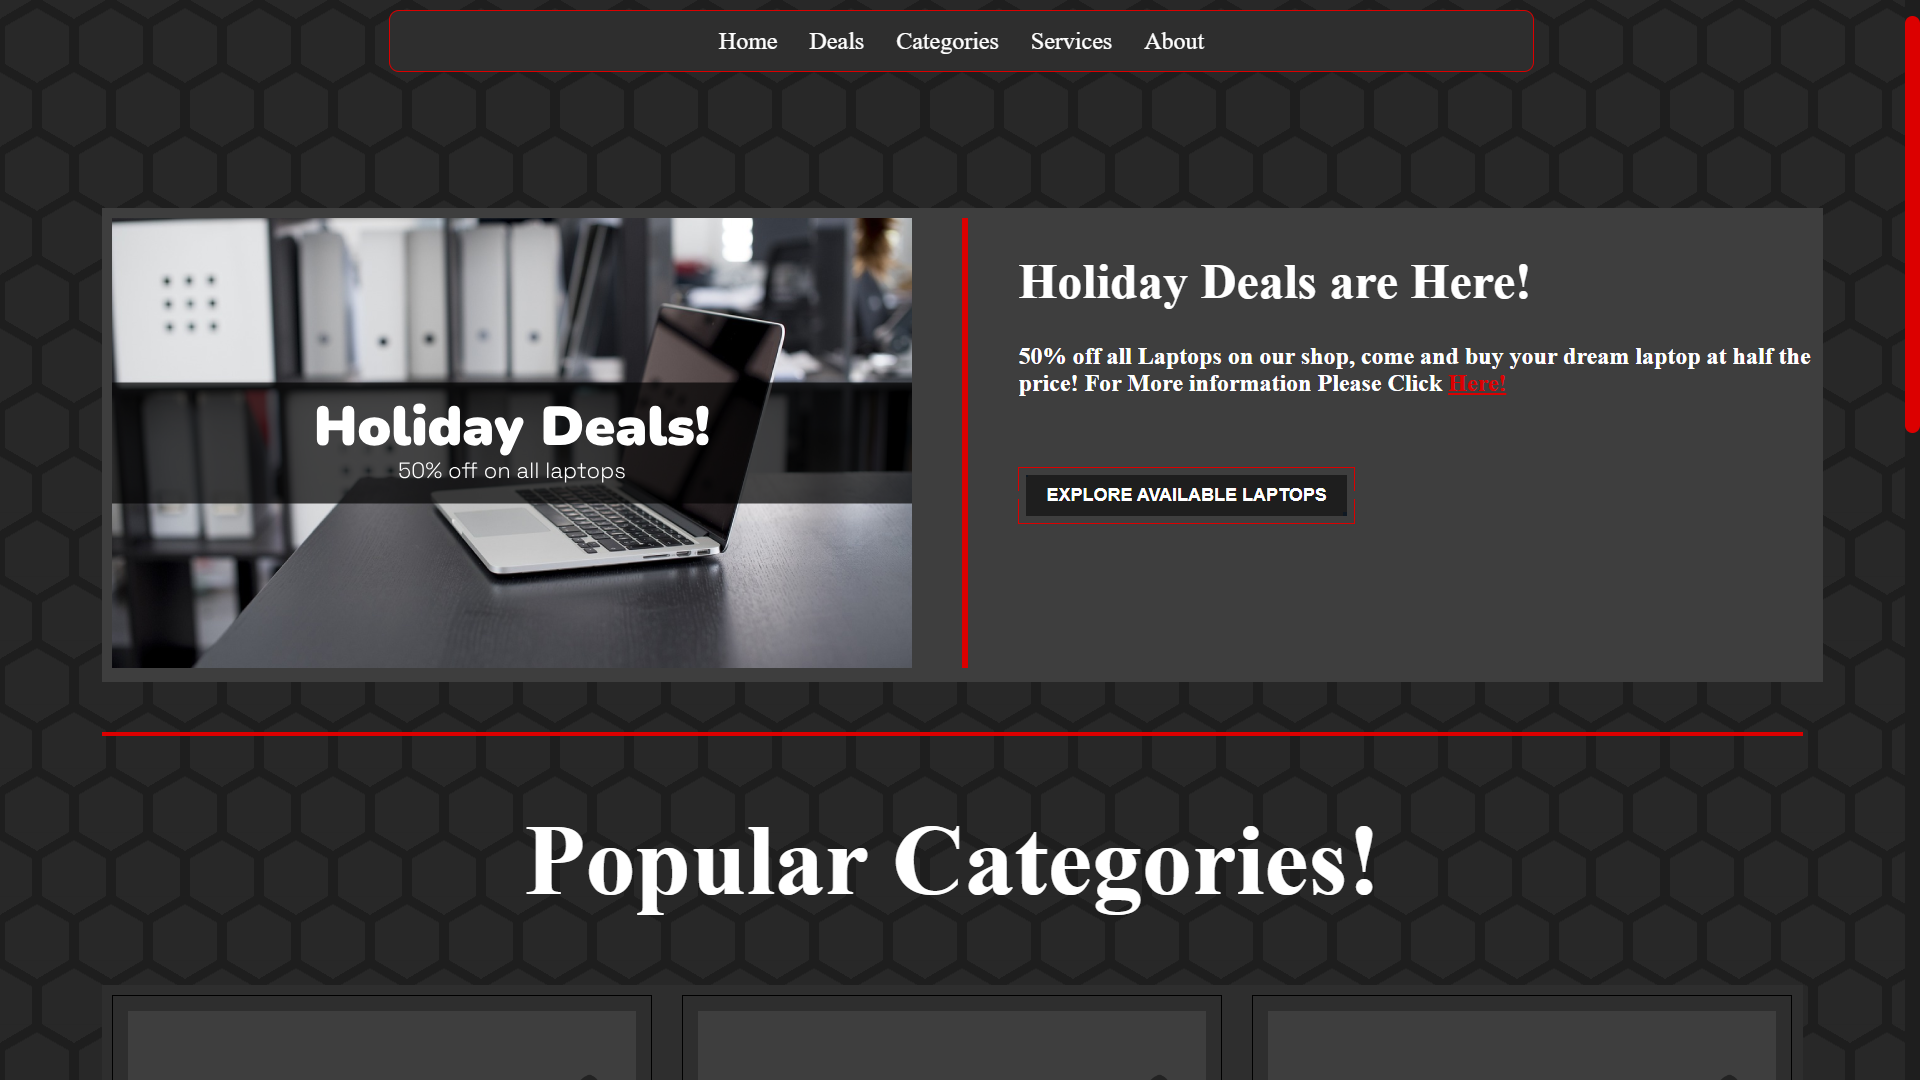 Home Deals Categories Services About
Holiday Deals!
50% off on all laptops
Holiday Deals are Here!
50% off all Laptops on our shop, come and buy your dream laptop at half the
price! For More information Please Click Here!
EXPLORE AVAILABLE LAPTOPS
Popular Categories!